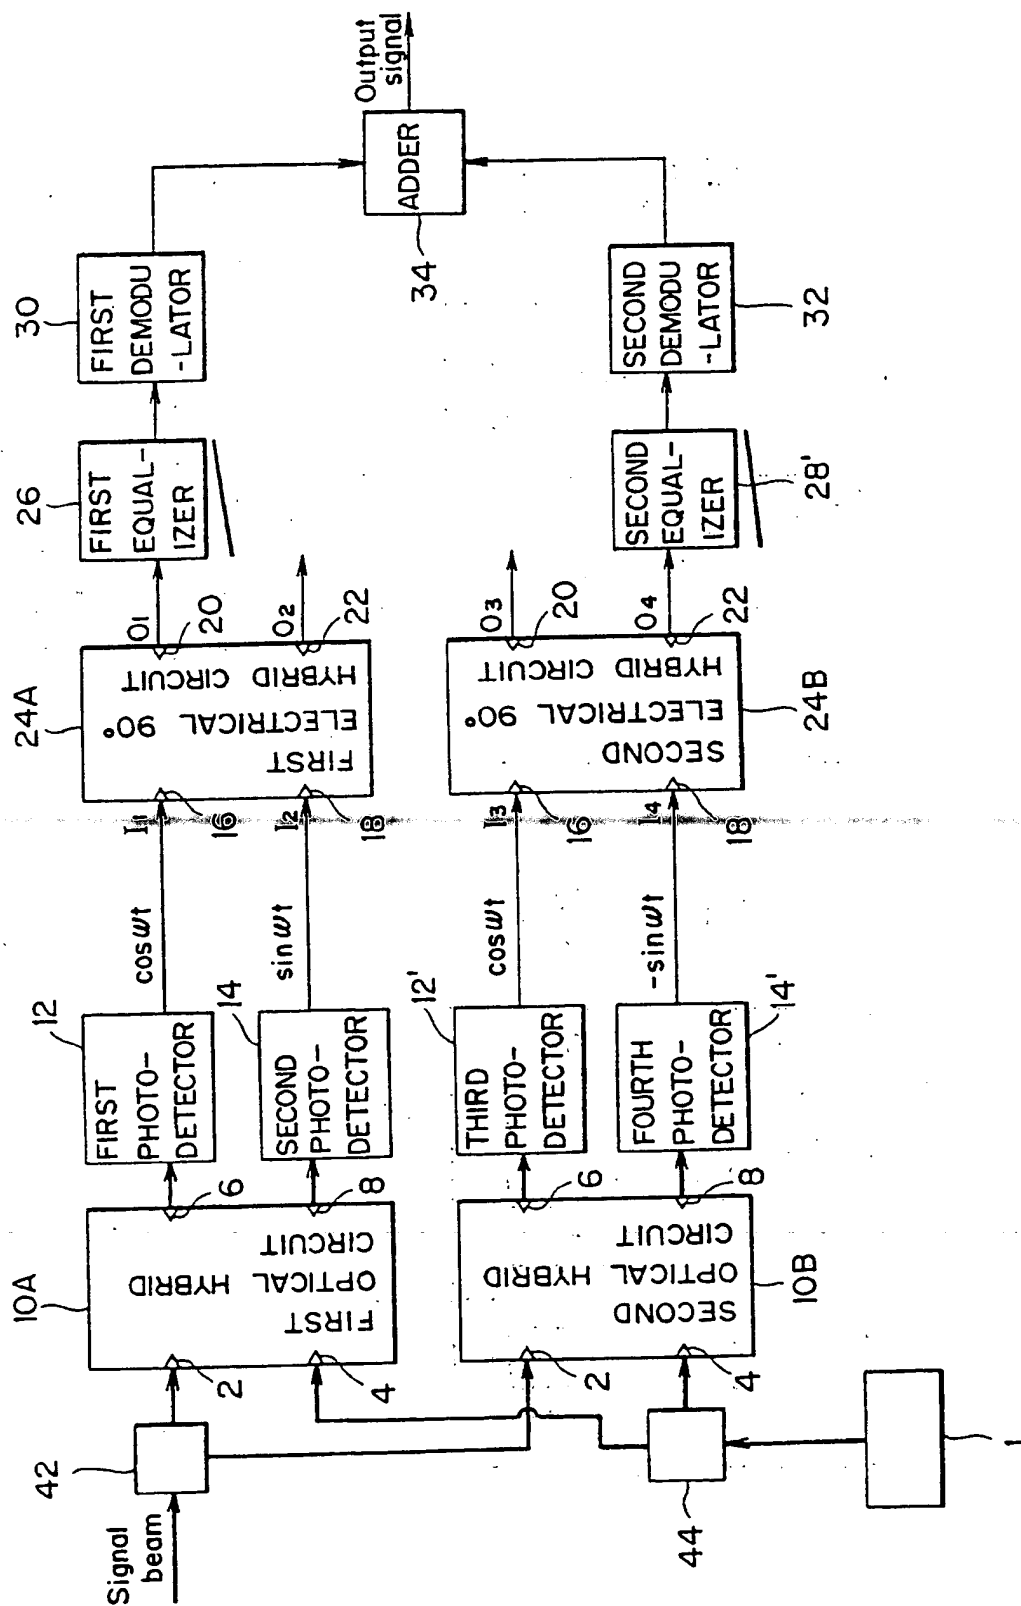 Signal
beam
42
44
1
10A
FIRST
OPTICAL HYBRID
CIRCUIT
2
4
6
8
10B
SECOND
OPTICAL HYBRID
CIRCUIT
2
4
6
8
12
FIRST
PHOTO-
DETECTOR
14
SECOND
PHOTO-
DETECTOR
12'
THIRD
PHOTO-
DETECTOR
14'
FOURTH
PHOTO-
DETECTOR
cosωt
sinωt
cosωt
-sinωt
24A
FIRST
ELECTRICAL 90°
HYBRID CIRCUIT
I1
16
I2
18
O1
20
O2
22
24B
SECOND
ELECTRICAL 90°
HYBRID CIRCUIT
I3
16
I4
18
O3
20
O4
22
26
FIRST
EQUAL-
IZER
28'
SECOND
EQUAL-
IZER
30
FIRST
DEMODU
-LATOR
32
SECOND
DEMODU
-LATOR
34
ADDER
Output
signal